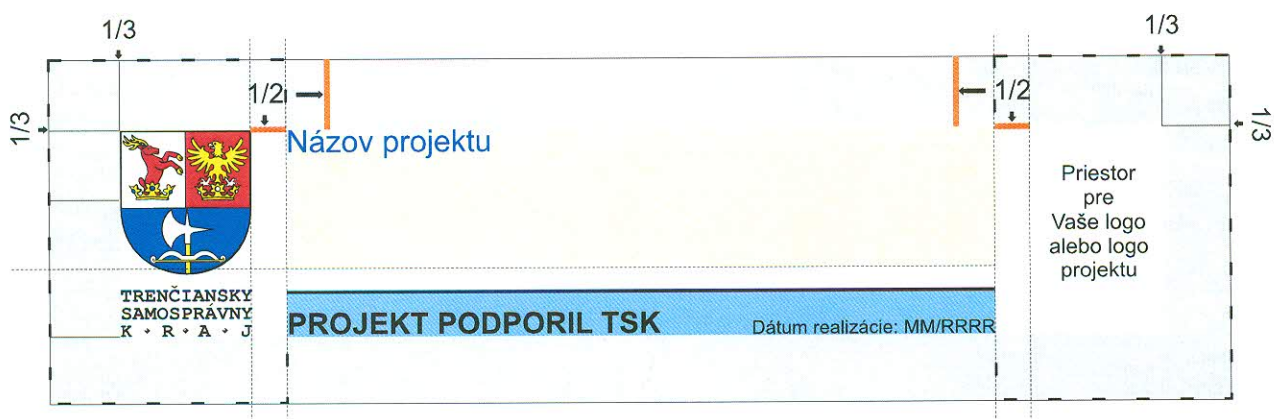 1/3
1/3
1/2
1/2
1/3
1/3
Názov projektu
Priestor
pre
Vaše logo
alebo logo
projektu
TRENČIANSKY
SAMOSPRÁVNY
K • R • A • J
PROJEKT PODPORIL TSK
Dátum realizácie: MM/RRRR